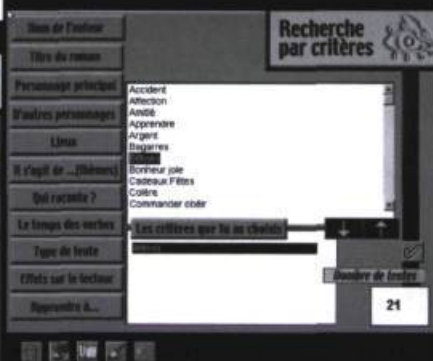 Nom de l'auteur
Titre du roman
Personnage principal
D'autres personnages
Lieux
Il s'agit de ...(thèmes)
Qui raconte ?
Le temps des verbes
Type de texte
Effets sur le lecteur
Apprendre à...
Recherche
par critères
Accident
Affection
Amitié
Apprendre
Argent
Bagarres
Bonheur joie
Cadeaux.Fêtes
Colère
Commander obéir
Les critères que tu as choisis
Nombre de textes
21